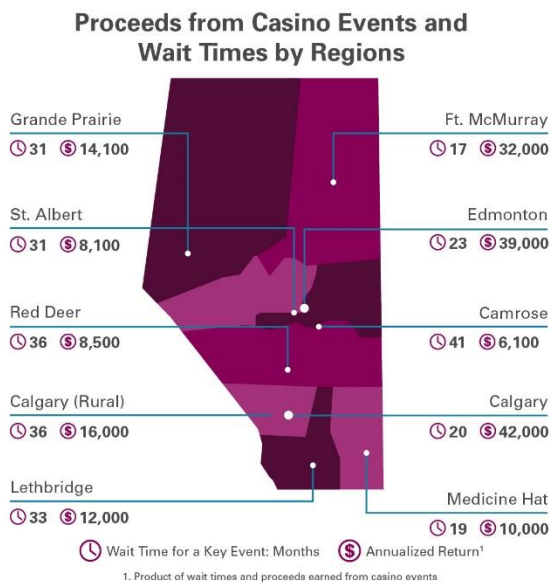 Proceeds from Casino Events and
Wait Times by Regions
Grande Prairie
31 $ 14,100
Ft. McMurray
17 $ 32,000
St. Albert
31 $ 8,100
Edmonton
23 $ 39,000
Red Deer
36 $ 8,500
Camrose
41 $ 6,100
Calgary (Rural)
36 $ 16,000
Calgary
20 $ 42,000
Lethbridge
33 $ 12,000
Medicine Hat
19 $ 10,000
Wait Time for a Key Event: Months $ Annualized Return¹
1. Product of wait times and proceeds earned from casino events